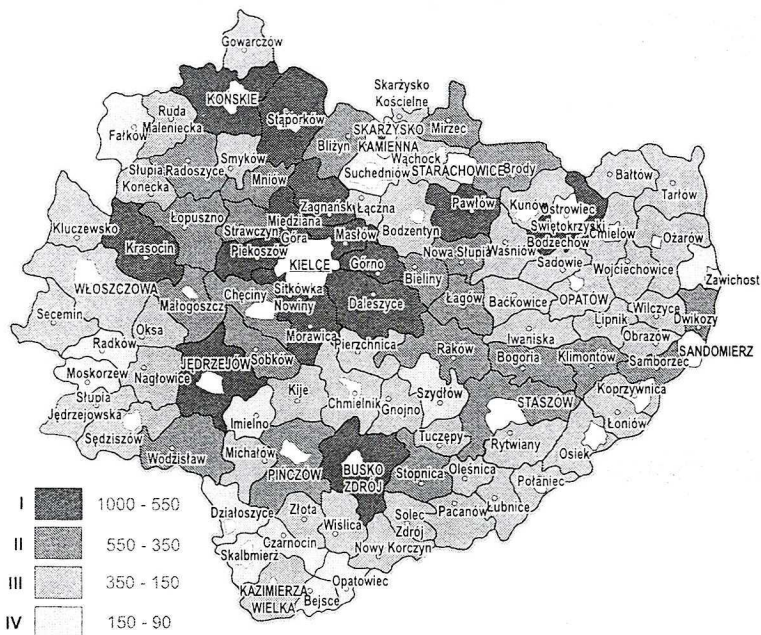 Gowarczów
KOŃSKIE
Stąporków
Skarżysko
Kościelne
Ruda
Maleniecka
Fałków
SKARŻYSKO
KAMIENNA
Mirzec
Bliżyn
Wąchock
Smyków
Słupia
Konecka
Radoszyce
Mniów
Suchedniów
STARACHOWICE
Brody
Bałtów
Tarłów
Zagnańsk
Łączna
Pawłów
Kunów
Ostrowiec
Świętokrzyski
Kluczewsko
Łopuszno
Strawczyn
Miedziana
Góra
Masłów
Bodzentyn
Bodzechów
Ćmielów
Ożarów
Krasocin
Piekoszów
KIELCE
Górno
Nowa Słupia
Waśniów
Sadowie
Wojciechowice
Zawichost
WŁOSZCZOWA
Małogoszcz
Chęciny
Sitkówka
Nowiny
Daleszyce
Bieliny
Łagów
Baćkowice
OPATÓW
Lipnik
Wilczyce
Dwikozy
Secemin
Oksa
Morawica
Pierzchnica
Raków
Iwaniska
Obrazów
Radków
JĘDRZEJÓW
Sobków
Bogoria
Klimontów
Samborzec
SANDOMIERZ
Moskorzew
Nagłowice
Słupia
Jędrzejowska
Kije
Chmielnik
Gnojno
Szydłów
STASZÓW
Koprzywnica
Łoniów
Sędziszów
Imielno
Tuczępy
Rytwiany
Osiek
Wodzisław
Michałów
PIŃCZÓW
BUSKO
ZDRÓJ
Stopnica
Oleśnica
Połaniec
Działoszyce
Złota
Wiślica
Solec
Zdrój
Pacanów
Łubnice
Skalbmierz
Czarnocin
Nowy Korczyn
KAZIMIERZA
WIELKA
Bejsce
Opatowiec
I 1000 - 550
II 550 - 350
III 350 - 150
IV 150 - 90